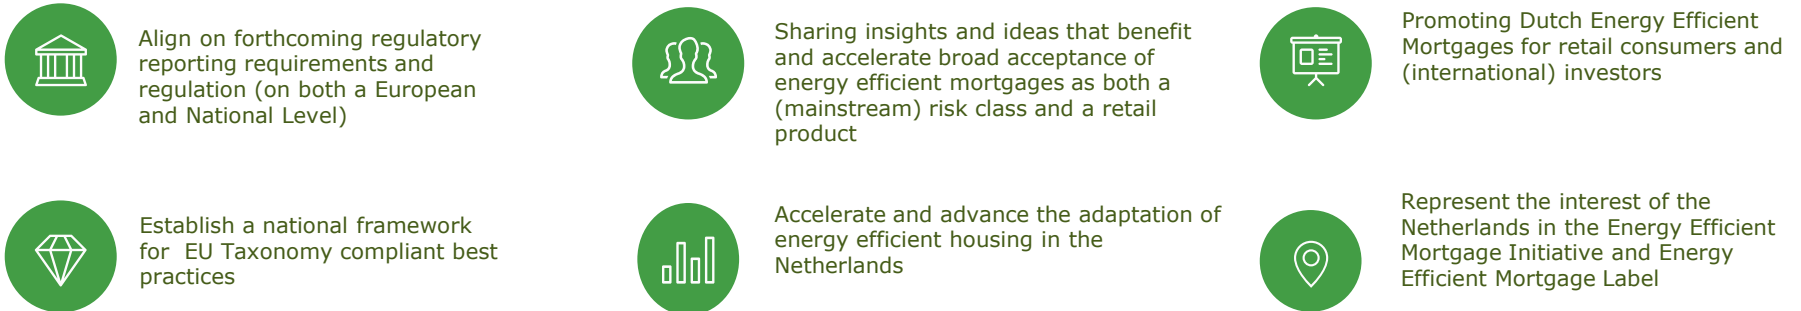 Align on forthcoming regulatory
reporting requirements and
regulation (on both a European
and National Level)
Sharing insights and ideas that benefit
and accelerate broad acceptance of
energy efficient mortgages as both a
(mainstream) risk class and a retail
product
Promoting Dutch Energy Efficient
Mortgages for retail consumers and
(international) investors
Establish a national framework
for  EU Taxonomy compliant best
practices
Accelerate and advance the adaptation of
energy efficient housing in the
Netherlands
Represent the interest of the
Netherlands in the Energy Efficient
Mortgage Initiative and Energy
Efficient Mortgage Label